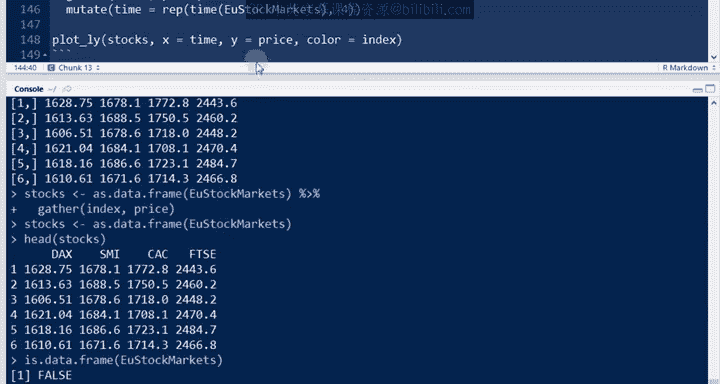 146 mutate(time = rep(time(EuStockMarkets), 4))
147
148 plot_ly(stocks, x = time, y = price, color = index)
149 ```
144:40 Chunk 13 R Markdown
Console ~/
[1,] 1628.75 1678.1 1772.8 2443.6
[2,] 1613.63 1688.5 1750.5 2460.2
[3,] 1606.51 1678.6 1718.0 2448.2
[4,] 1621.04 1684.1 1708.1 2470.4
[5,] 1618.16 1686.6 1723.1 2484.7
[6,] 1610.61 1671.6 1714.3 2466.8
> stocks <- as.data.frame(EuStockMarkets) %>%
+ gather(index, price)
> stocks <- as.data.frame(EuStockMarkets)
> head(stocks)
DAX SMI CAC FTSE
1 1628.75 1678.1 1772.8 2443.6
2 1613.63 1688.5 1750.5 2460.2
3 1606.51 1678.6 1718.0 2448.2
4 1621.04 1684.1 1708.1 2470.4
5 1618.16 1686.6 1723.1 2484.7
6 1610.61 1671.6 1714.3 2466.8
> is.data.frame(EuStockMarkets)
[1] FALSE